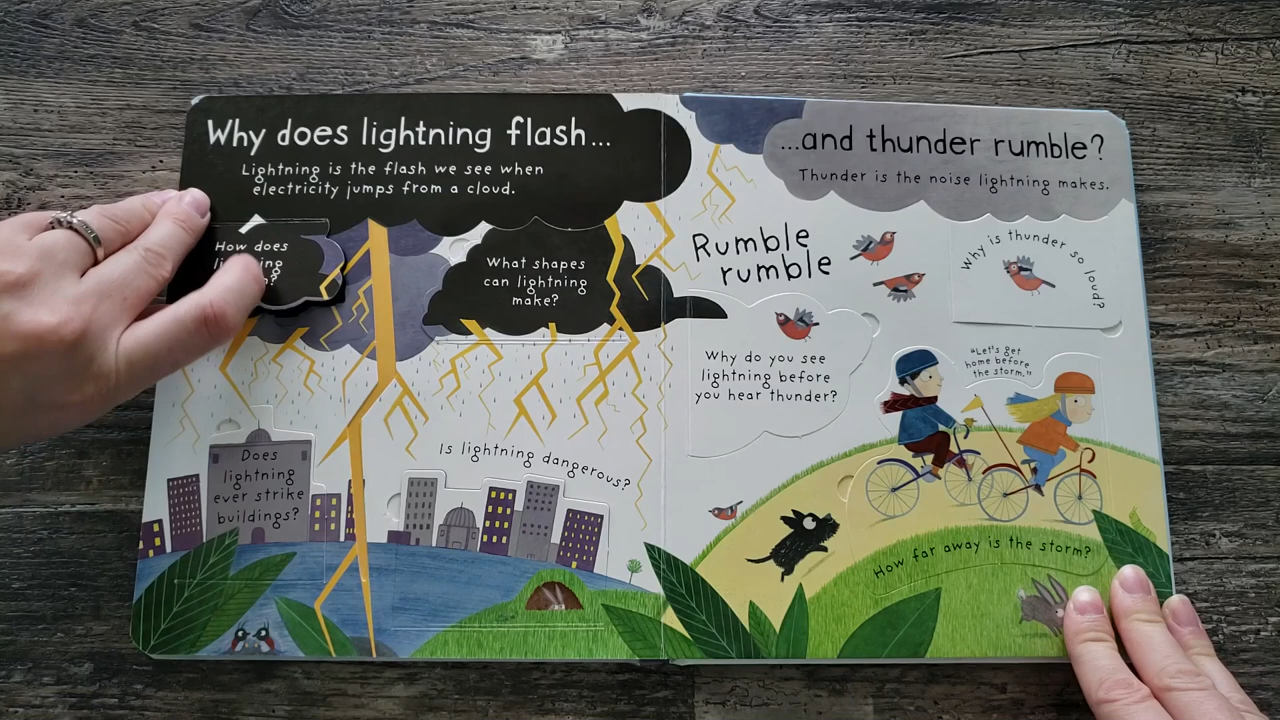 Why does lightning flash...
Lightning is the flash we see when
electricity jumps from a cloud.
How does
What shapes
can lightning
make?
Is lightning dangerous?
Does
lightning
ever strike
buildings?
...and thunder rumble?
Thunder is the noise lightning makes.
Rumble
rumble
Why is thunder so loud?
Why do you see
lightning before
you hear thunder?
"Let's get
home before
the storm."
How far away is the storm?